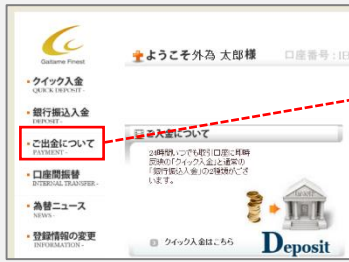 Gaitame Finest
ようこそ外為 太郎様
口座番号：IE
・クイック入金
QUICK DEPOSIT -
・銀行振込入金
DEPOSIT -
・ご出金について
PAYMENT -
・口座間振替
INTERNAL TRANSFER -
・為替ニュース
NEWS -
・登録情報の変更
INFORMATION -
ご入金について
24時間いつでも取引口座に即時
反映の「クイック入金」と通常の
「銀行振込入金」の2種類がござ
います。
クイック入金はこちら
Deposit